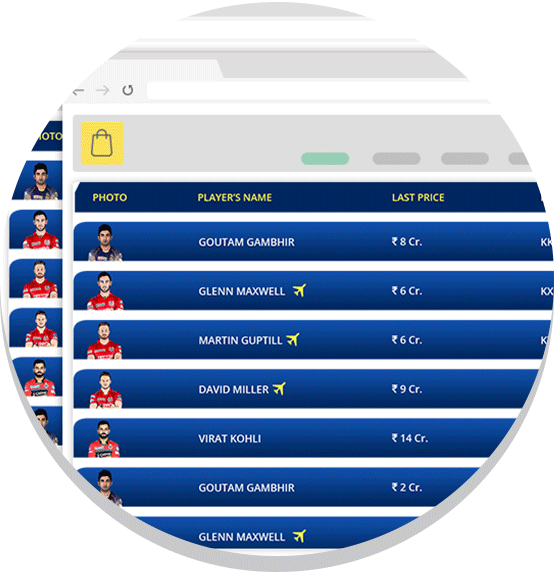 PHOTO PLAYER'S NAME LAST PRICE
GOUTAM GAMBHIR ₹ 8 Cr. KK
GLENN MAXWELL ₹ 6 Cr. KX
MARTIN GUPTILL ₹ 6 Cr. K
DAVID MILLER ₹ 9 Cr.
VIRAT KOHLI ₹ 14 Cr.
GOUTAM GAMBHIR ₹ 2 Cr.
GLENN MAXWELL